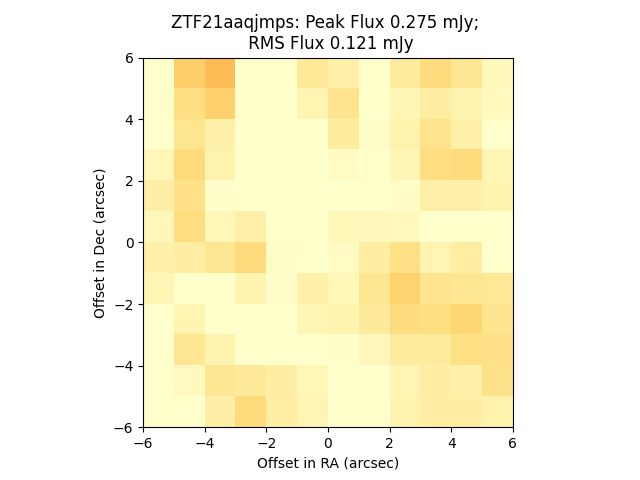 ZTF21aaqjmps: Peak Flux 0.275 mJy;
RMS Flux 0.121 mJy
6
4
2
0
−2
−4
−6
Offset in Dec (arcsec)
−6 −4 −2 0 2 4 6
Offset in RA (arcsec)